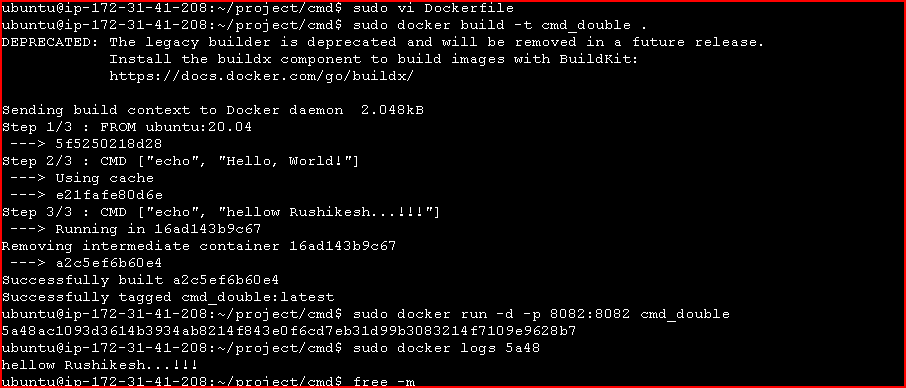 ubuntu@ip-172-31-41-208:~/project/cmd$ sudo vi Dockerfile
ubuntu@ip-172-31-41-208:~/project/cmd$ sudo docker build -t cmd_double .
DEPRECATED: The legacy builder is deprecated and will be removed in a future release.
            Install the buildx component to build images with BuildKit:
            https://docs.docker.com/go/buildx/

Sending build context to Docker daemon  2.048kB
Step 1/3 : FROM ubuntu:20.04
 ---> 5f5250218d28
Step 2/3 : CMD ["echo", "Hello, World!"]
 ---> Using cache
 ---> e21fafe80d6e
Step 3/3 : CMD ["echo", "hellow Rushikesh...!!!"]
 ---> Running in 16ad143b9c67
Removing intermediate container 16ad143b9c67
 ---> a2c5ef6b60e4
Successfully built a2c5ef6b60e4
Successfully tagged cmd_double:latest
ubuntu@ip-172-31-41-208:~/project/cmd$ sudo docker run -d -p 8082:8082 cmd_double
5a48ac1093d3614b3934ab8214f843e0f6cd7eb31d99b3083214f7109e9628b7
ubuntu@ip-172-31-41-208:~/project/cmd$ sudo docker logs 5a48
hellow Rushikesh...!!!
ubuntu@ip-172-31-41-208:~/project/cmd$ free -m